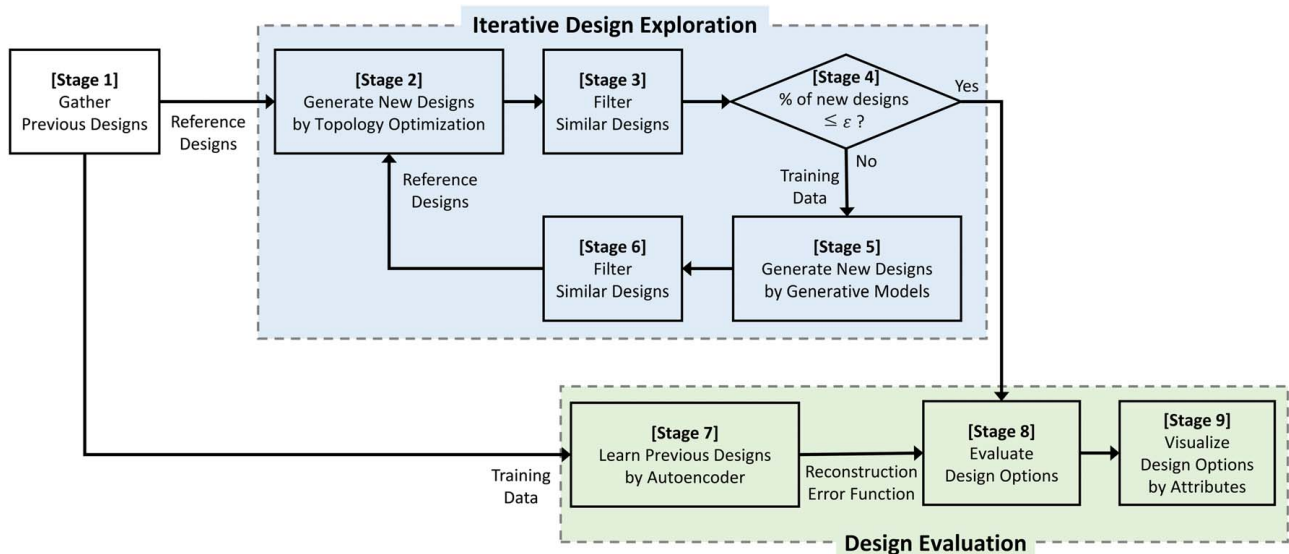 Iterative Design Exploration
[Stage 1]
Gather
Previous Designs
Reference
Designs
[Stage 2]
Generate New Designs
by Topology Optimization
[Stage 3]
Filter
Similar Designs
[Stage 4]
% of new designs
≤ ε ?
Yes
No
Training
Data
Reference
Designs
[Stage 6]
Filter
Similar Designs
[Stage 5]
Generate New Designs
by Generative Models
Training
Data
[Stage 7]
Learn Previous Designs
by Autoencoder
Reconstruction
Error Function
[Stage 8]
Evaluate
Design Options
[Stage 9]
Visualize
Design Options
by Attributes
Design Evaluation